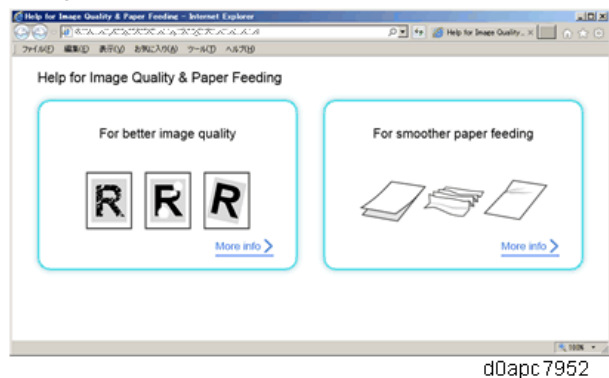 Help for Image Quality & Paper Feeding - Internet Explorer
Help for Image Quality...
ファイル(F) 編集(E) 表示(V) お気に入り(A) ツール(T) ヘルプ(H)
Help for Image Quality & Paper Feeding
For better image quality
For smoother paper feeding
R R R
More info
More info
100%
d0apc7952